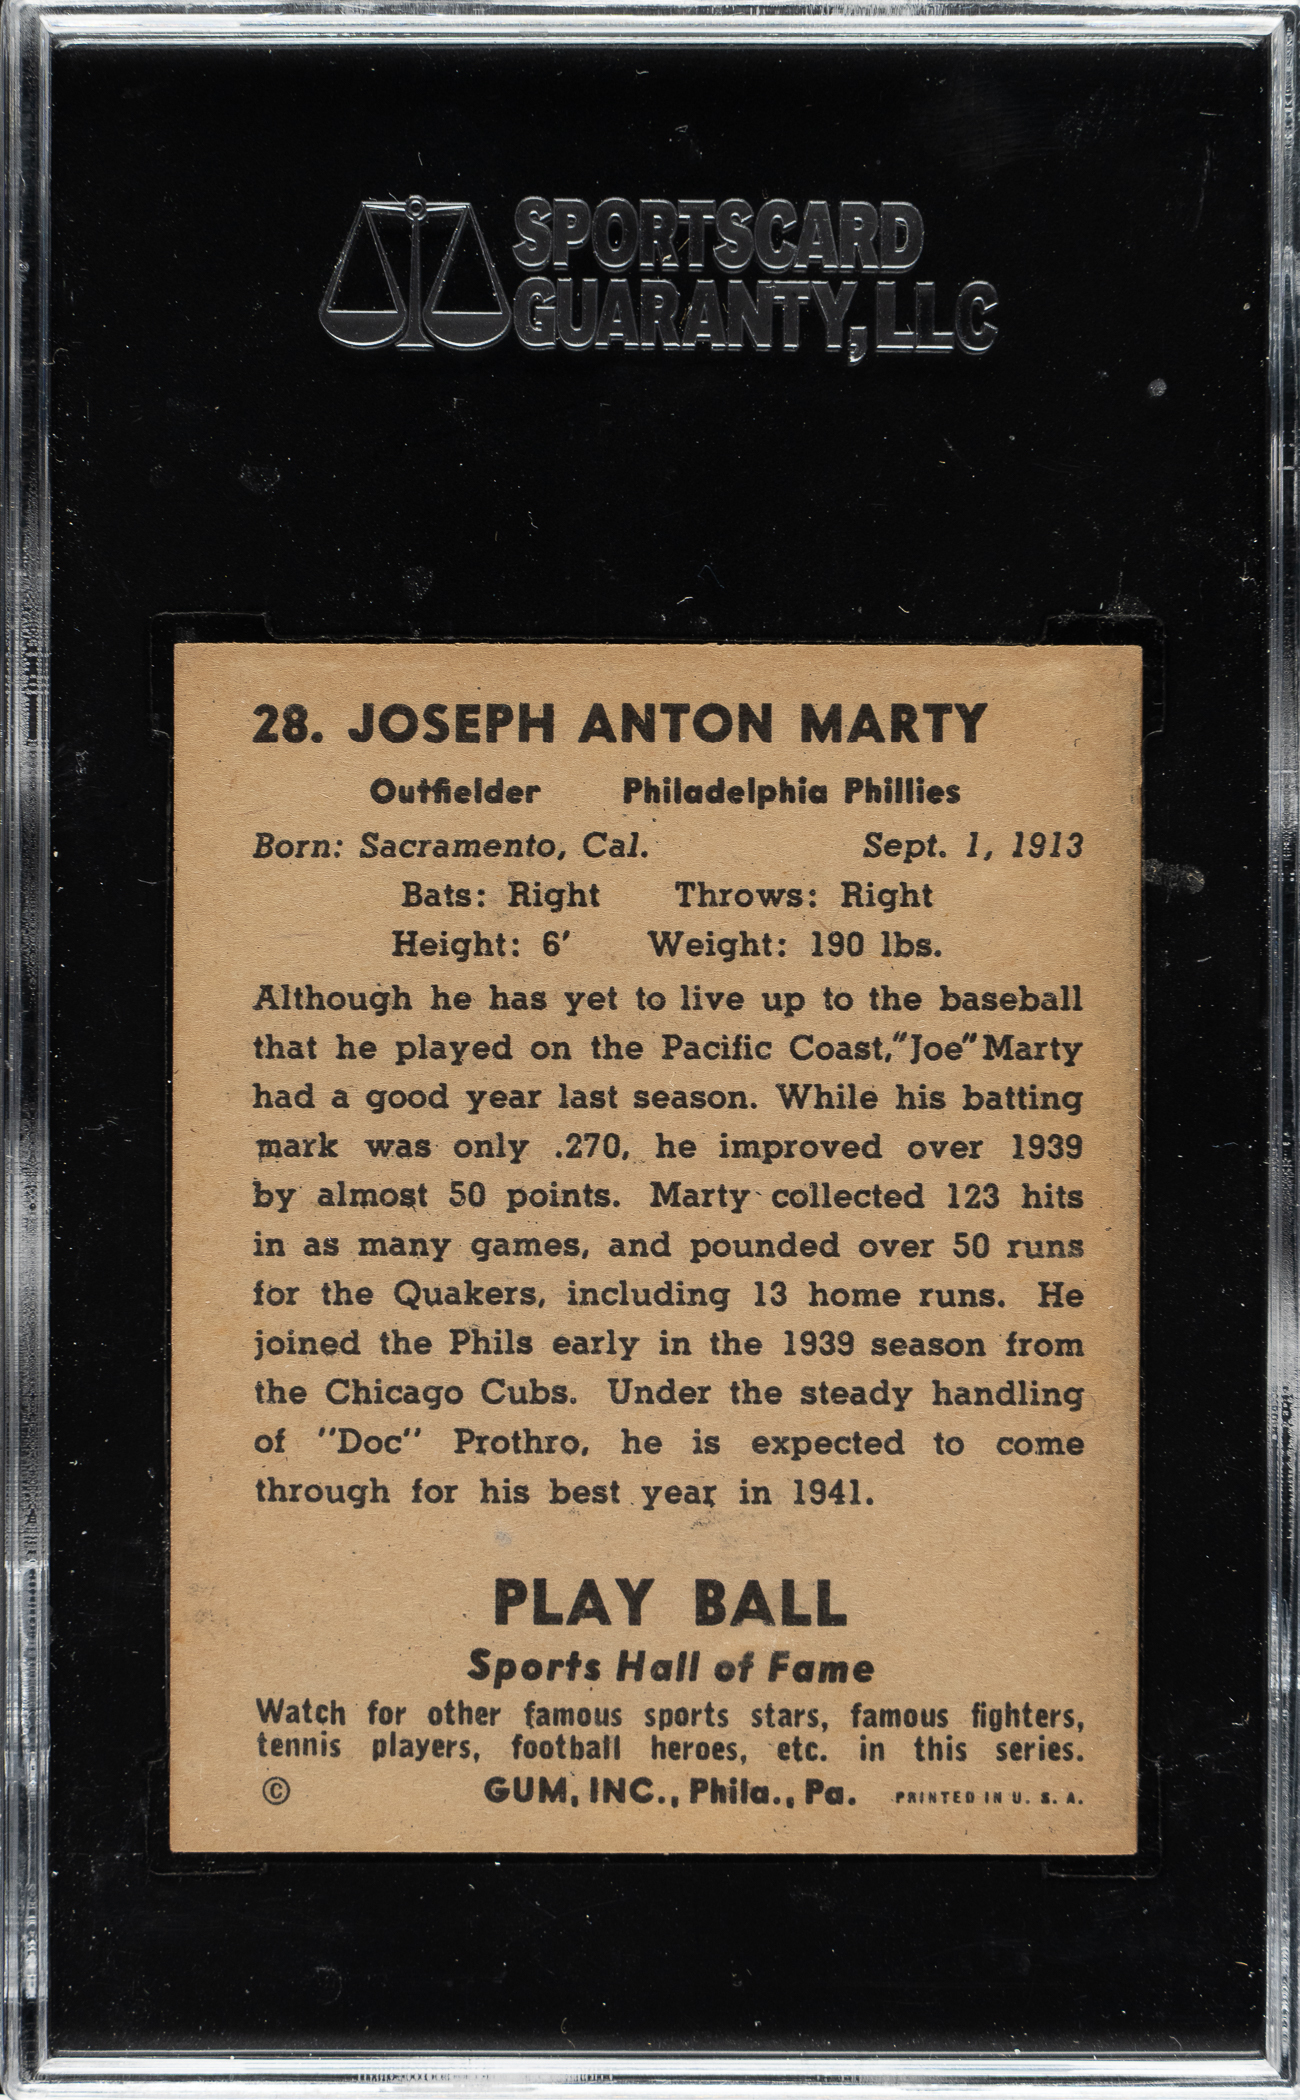 SPORTSCARD
GUARANTY, LLC
28. JOSEPH ANTON MARTY
Outfielder Philadelphia Phillies
Born: Sacramento, Cal. Sept. 1, 1913
Bats: Right Throws: Right
Height: 6' Weight: 190 lbs.
Although he has yet to live up to the baseball
that he played on the Pacific Coast, "Joe" Marty
had a good year last season. While his batting
mark was only .270, he improved over 1939
by almost 50 points. Marty collected 123 hits
in as many games, and pounded over 50 runs
for the Quakers, including 13 home runs. He
joined the Phils early in the 1939 season from
the Chicago Cubs. Under the steady handling
of "Doc" Prothro, he is expected to come
through for his best year in 1941.
PLAY BALL
Sports Hall of Fame
Watch for other famous sports stars, famous fighters,
tennis players, football heroes, etc. in this series.
© GUM, INC., Phila., Pa. PRINTED IN U. S. A.